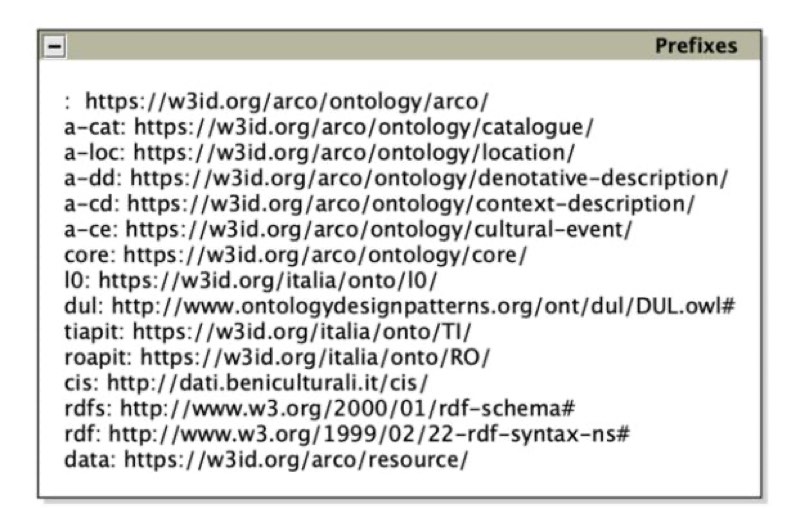 Prefixes
: https://w3id.org/arco/ontology/arco/
a-cat: https://w3id.org/arco/ontology/catalogue/
a-loc: https://w3id.org/arco/ontology/location/
a-dd: https://w3id.org/arco/ontology/denotative-description/
a-cd: https://w3id.org/arco/ontology/context-description/
a-ce: https://w3id.org/arco/ontology/cultural-event/
core: https://w3id.org/arco/ontology/core/
l0: https://w3id.org/italia/onto/l0/
dul: http://www.ontologydesignpatterns.org/ont/dul/DUL.owl#
tiapit: https://w3id.org/italia/onto/TI/
roapit: https://w3id.org/italia/onto/RO/
cis: http://dati.beniculturali.it/cis/
rdfs: http://www.w3.org/2000/01/rdf-schema#
rdf: http://www.w3.org/1999/02/22-rdf-syntax-ns#
data: https://w3id.org/arco/resource/